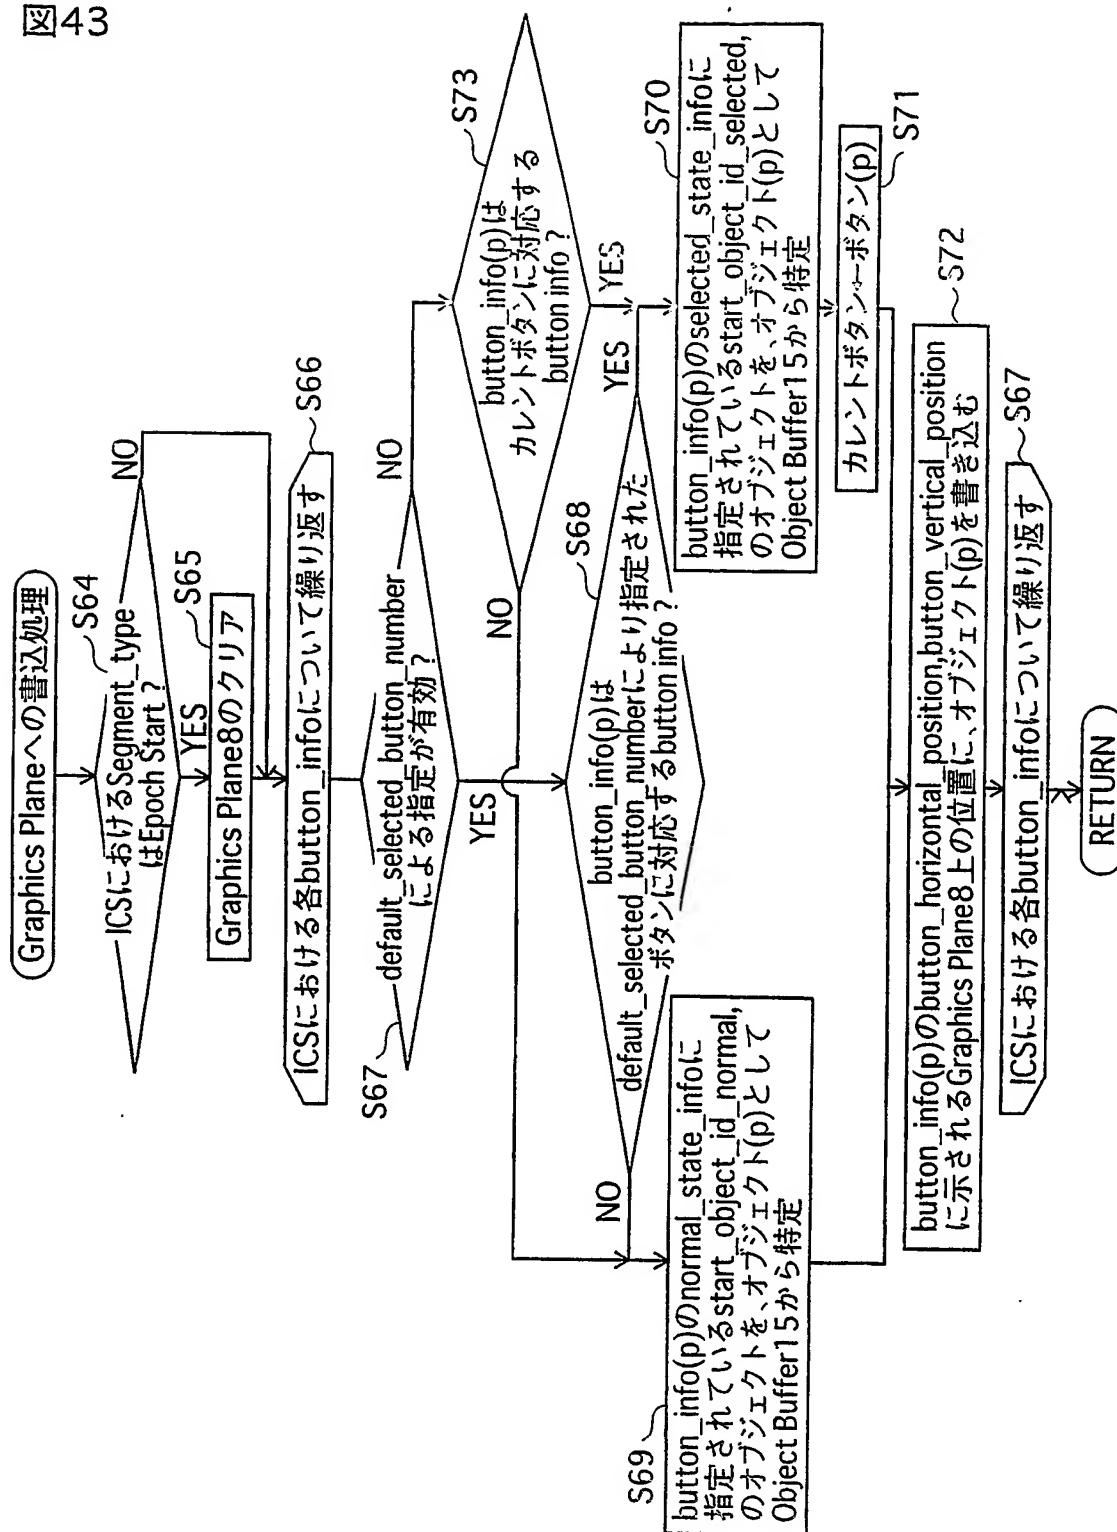 図43
Graphics Planeへの書込処理
S64
ICSにおけるSegment_type
はEpoch Start？
NO
YES
S65
Graphics Plane8のクリア
S66
ICSにおける各button_infoについて繰り返す
S67
default_selected_button_number
による指定が有効？
NO
YES
S73
button_info(p)は
カレントボタンに対応する
button info？
NO
YES
S68
button_info(p)は
default_selected_button_numberにより指定された
ボタンに対応するbutton info？
NO
YES
S69
button_info(p)のnormal_state_infoに
指定されているstart_object_id_normal,
のオブジェクトを、オブジェクト(p)として
Object Buffer15から特定
S70
button_info(p)のselected_state_infoに
指定されているstart_object_id_selected,
のオブジェクトを、オブジェクト(p)として
Object Buffer15から特定
S71
カレントボタン←ボタン(p)
S72
button_info(p)のbutton_horizontal_position,button_vertical_position
に示されるGraphics Plane8上の位置に、オブジェクト(p)を書き込む
S67
ICSにおける各button_infoについて繰り返す
RETURN